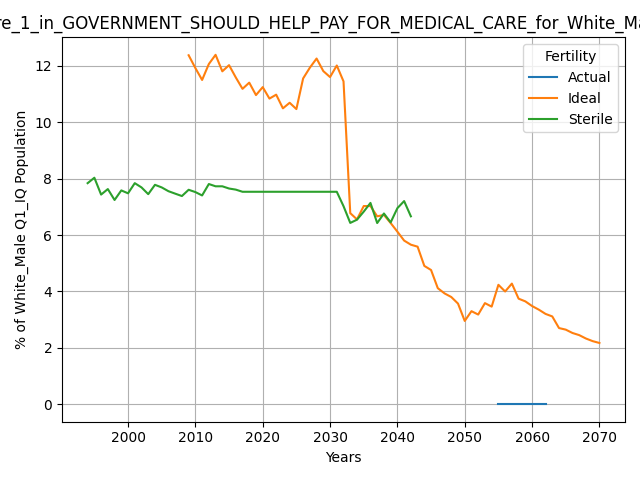 re_1_in_GOVERNMENT_SHOULD_HELP_PAY_FOR_MEDICAL_CARE_for_White_Ma
Fertility
Actual
Ideal
Sterile
% of White_Male Q1_IQ Population
12
10
8
6
4
2
0
2000 2010 2020 2030 2040 2050 2060 2070
Years